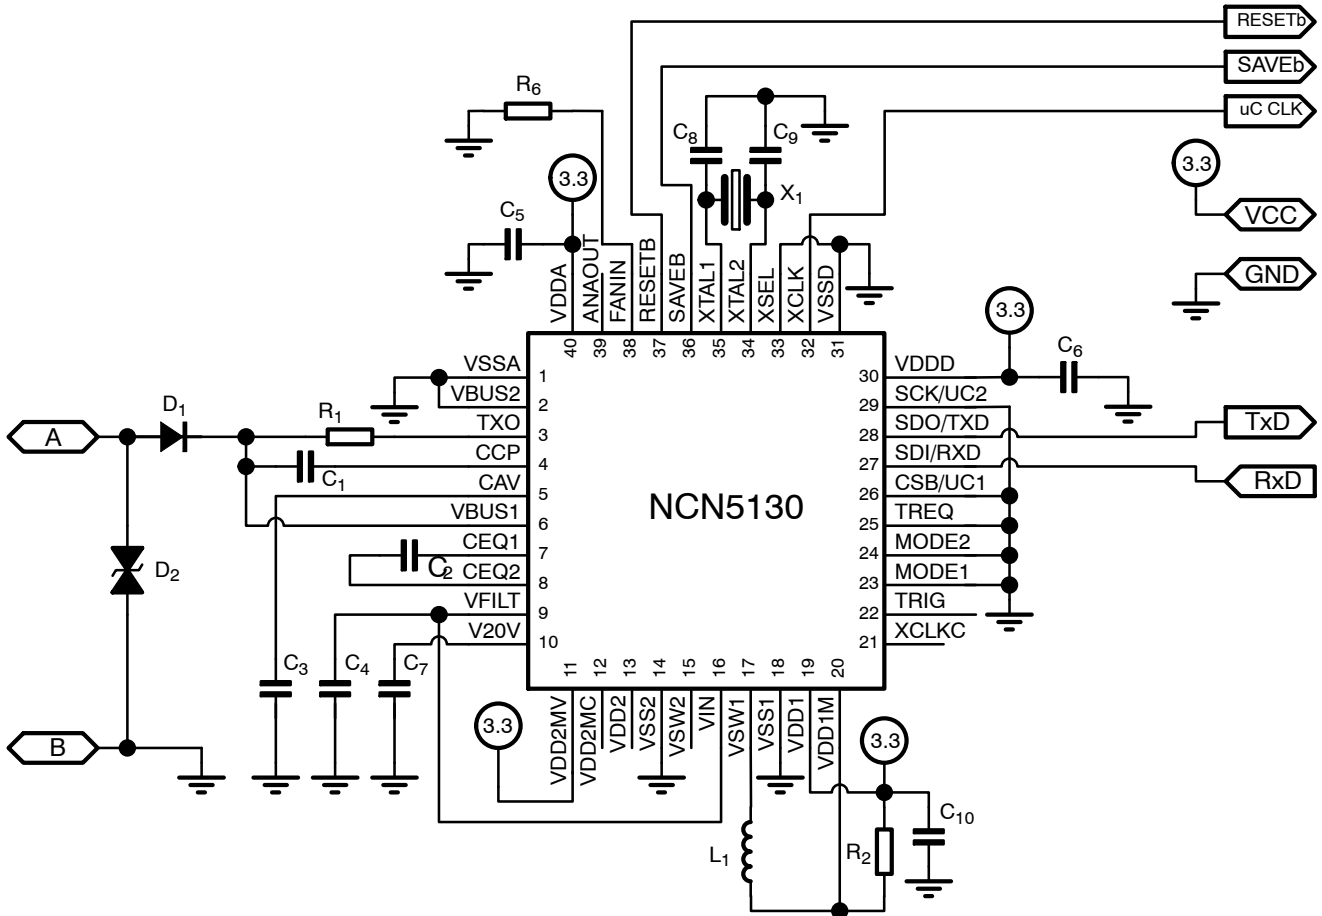 RESETb
SAVEb
uC CLK
R6
C8
C9
X1
3.3
C5
3.3
VCC
GND
VDDA
ANAOUT
FANIN
RESETB
SAVEB
XTAL1
XTAL2
XSEL
XCLK
VSSD
40
39
38
37
36
35
34
33
32
31
3.3
C6
VSSA
1
VBUS2
2
TXO
3
CCP
4
CAV
5
VBUS1
6
CEQ1
7
CEQ2
8
VFILT
9
V20V
10
NCN5130
30
VDDD
29
SCK/UC2
28
SDO/TXD
27
SDI/RXD
26
CSB/UC1
25
TREQ
24
MODE2
23
MODE1
22
TRIG
21
XCLKC
TxD
RxD
A
D1
R1
C1
C2
D2
C3
C4
C7
B
11
12
13
14
15
16
17
18
19
20
VDD2MV
VDD2MC
VDD2
VSS2
VSW2
VIN
VSW1
VSS1
VDD1
VDD1M
3.3
3.3
L1
R2
C10